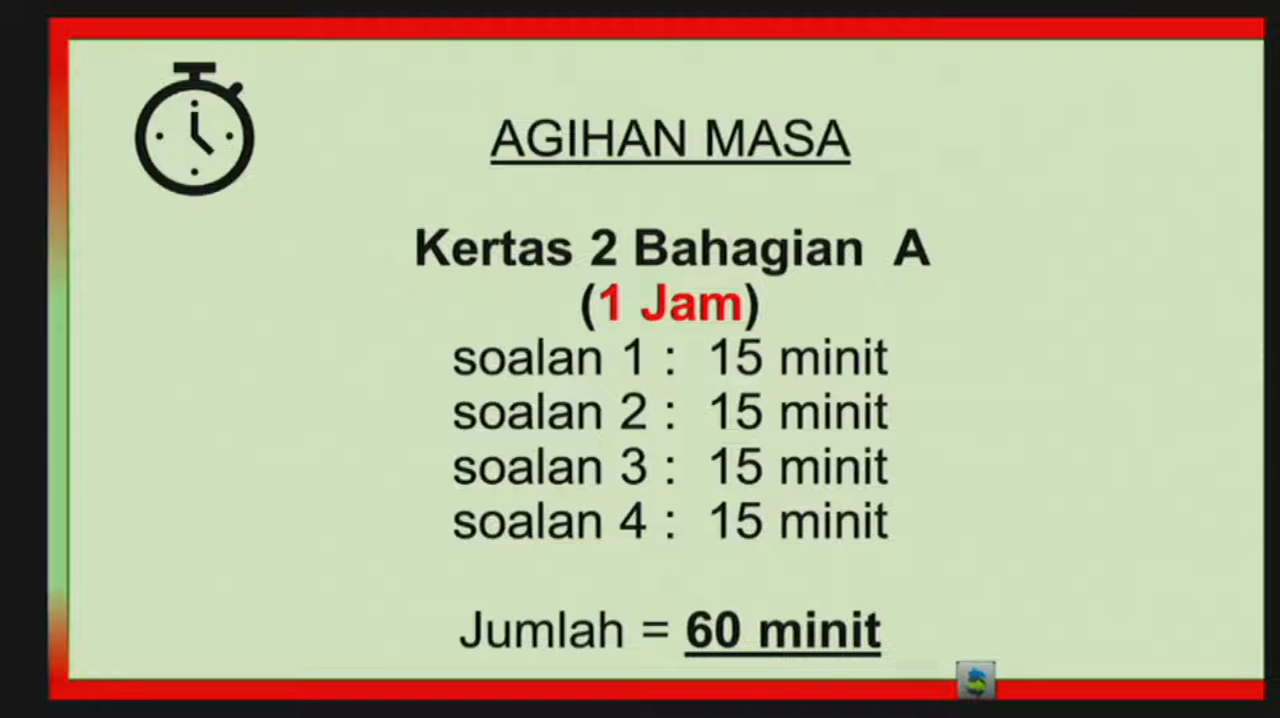 AGIHAN MASA
Kertas 2 Bahagian A
(1 Jam)
soalan 1 : 15 minit
soalan 2 : 15 minit
soalan 3 : 15 minit
soalan 4 : 15 minit
Jumlah = 60 minit